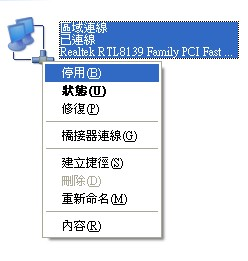 區域連線
已連線
Realtek RTL8139 Family PCI Fast ...
停用(B)
狀態(U)
修復(P)
橋接器連線(G)
建立捷徑(S)
刪除(D)
重新命名(M)
內容(R)